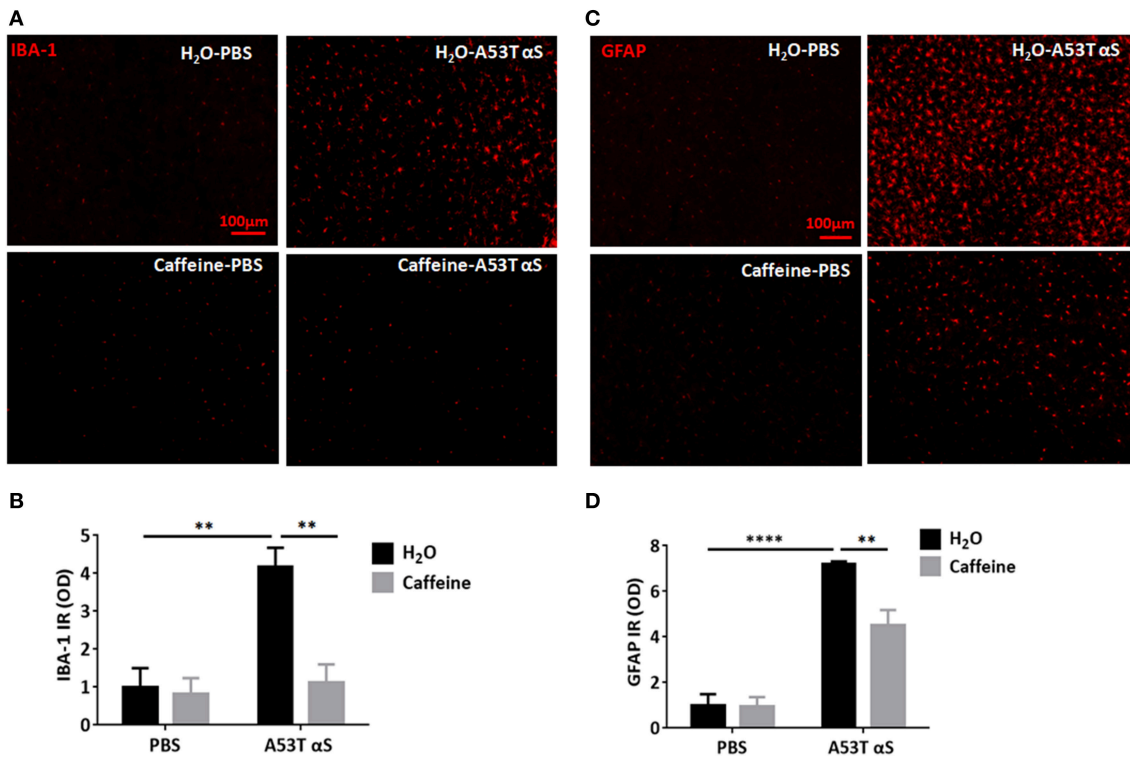 A
IBA-1
H₂O-PBS
H₂O-A53T αS
100μm
Caffeine-PBS
Caffeine-A53T αS
B
IBA-1 IR (OD)
5
4
3
2
1
0
**
**
H₂O
Caffeine
PBS
A53T αS
C
GFAP
H₂O-PBS
H₂O-A53T αS
100μm
Caffeine-PBS
D
GFAP IR (OD)
8
6
4
2
0
****
**
H₂O
Caffeine
PBS
A53T αS